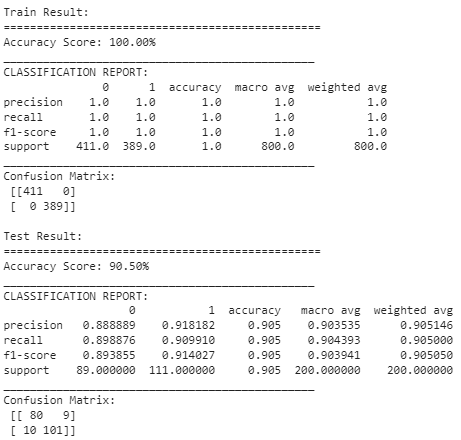 Train Result:
================================================
Accuracy Score: 100.00%
_______________________________________________
CLASSIFICATION REPORT:
0 1 accuracy macro avg weighted avg
precision 1.0 1.0 1.0 1.0 1.0
recall 1.0 1.0 1.0 1.0 1.0
f1-score 1.0 1.0 1.0 1.0 1.0
support 411.0 389.0 1.0 800.0 800.0
_______________________________________________
Confusion Matrix:
[[411 0]
[ 0 389]]
Test Result:
================================================
Accuracy Score: 90.50%
_______________________________________________
CLASSIFICATION REPORT:
0 1 accuracy macro avg weighted avg
precision 0.888889 0.918182 0.905 0.903535 0.905146
recall 0.898876 0.909910 0.905 0.904393 0.905000
f1-score 0.893855 0.914027 0.905 0.903941 0.905050
support 89.000000 111.000000 0.905 200.000000 200.000000
_______________________________________________
Confusion Matrix:
[[ 80 9]
[ 10 101]]